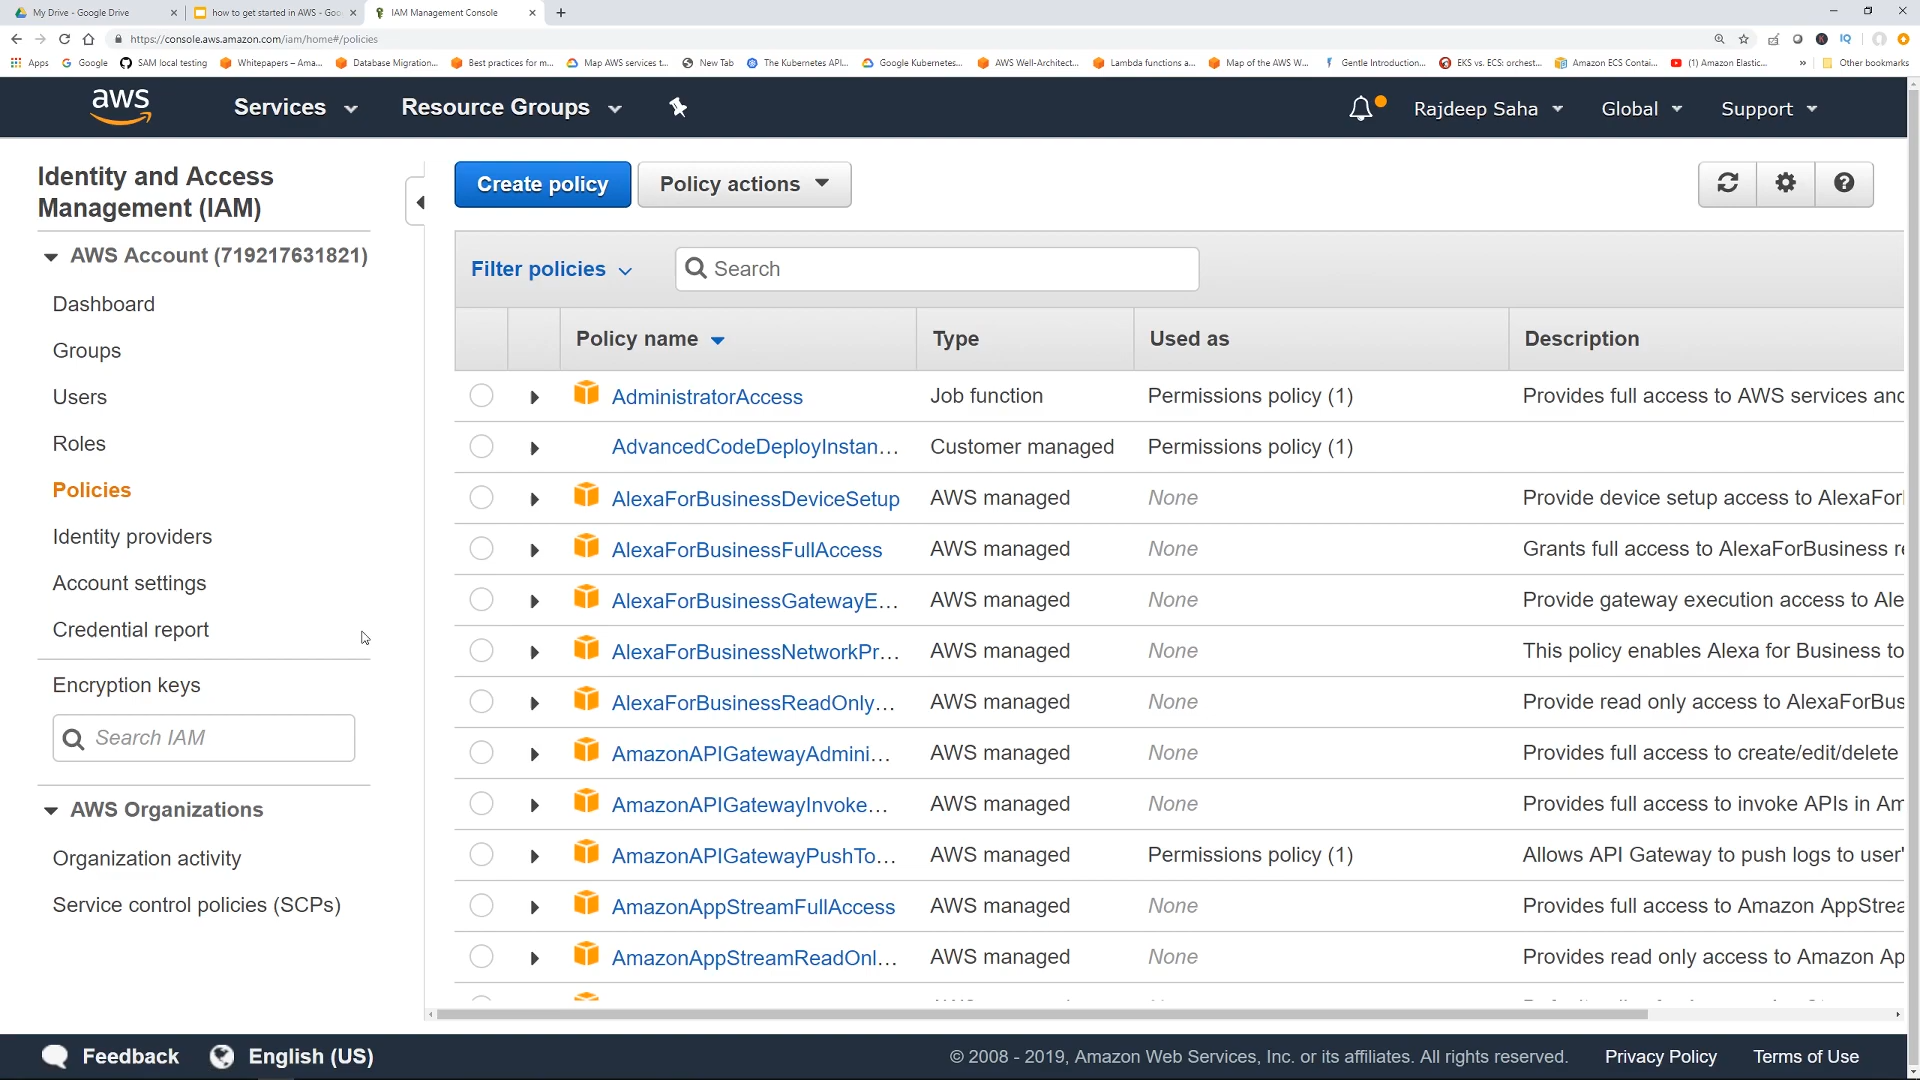 My Drive - Google Drive
how to get started in AWS - Goo
IAM Management Console
https://console.aws.amazon.com/iam/home#/policies
Apps
Google
SAM local testing
Whitepapers – Ama...
Database Migration...
Best practices for m...
Map AWS services t...
New Tab
The Kubernetes API...
Google Kubernetes...
AWS Well-Architect...
Lambda functions a...
Map of the AWS W...
Gentle Introduction...
EKS vs. ECS: orchest...
Amazon ECS Contai...
(1) Amazon Elastic...
»
Other bookmarks
aws
Services
Resource Groups
Rajdeep Saha
Global
Support
Identity and Access
Management (IAM)
AWS Account (719217631821)
Dashboard
Groups
Users
Roles
Policies
Identity providers
Account settings
Credential report
Encryption keys
Search IAM
AWS Organizations
Organization activity
Service control policies (SCPs)
Create policy
Policy actions
Filter policies
Search
Policy name Type Used as Description
AdministratorAccess Job function Permissions policy (1) Provides full access to AWS services and
AdvancedCodeDeployInstan... Customer managed Permissions policy (1)
AlexaForBusinessDeviceSetup AWS managed None Provide device setup access to AlexaFor
AlexaForBusinessFullAccess AWS managed None Grants full access to AlexaForBusiness r
AlexaForBusinessGatewayE... AWS managed None Provide gateway execution access to Ale
AlexaForBusinessNetworkPr... AWS managed None This policy enables Alexa for Business to
AlexaForBusinessReadOnly... AWS managed None Provide read only access to AlexaForBus
AmazonAPIGatewayAdmini... AWS managed None Provides full access to create/edit/delete
AmazonAPIGatewayInvoke... AWS managed None Provides full access to invoke APIs in Am
AmazonAPIGatewayPushTo... AWS managed Permissions policy (1) Allows API Gateway to push logs to user'
AmazonAppStreamFullAccess AWS managed None Provides full access to Amazon AppStrea
AmazonAppStreamReadOnl... AWS managed None Provides read only access to Amazon Ap
Feedback
English (US)
© 2008 - 2019, Amazon Web Services, Inc. or its affiliates. All rights reserved.
Privacy Policy
Terms of Use